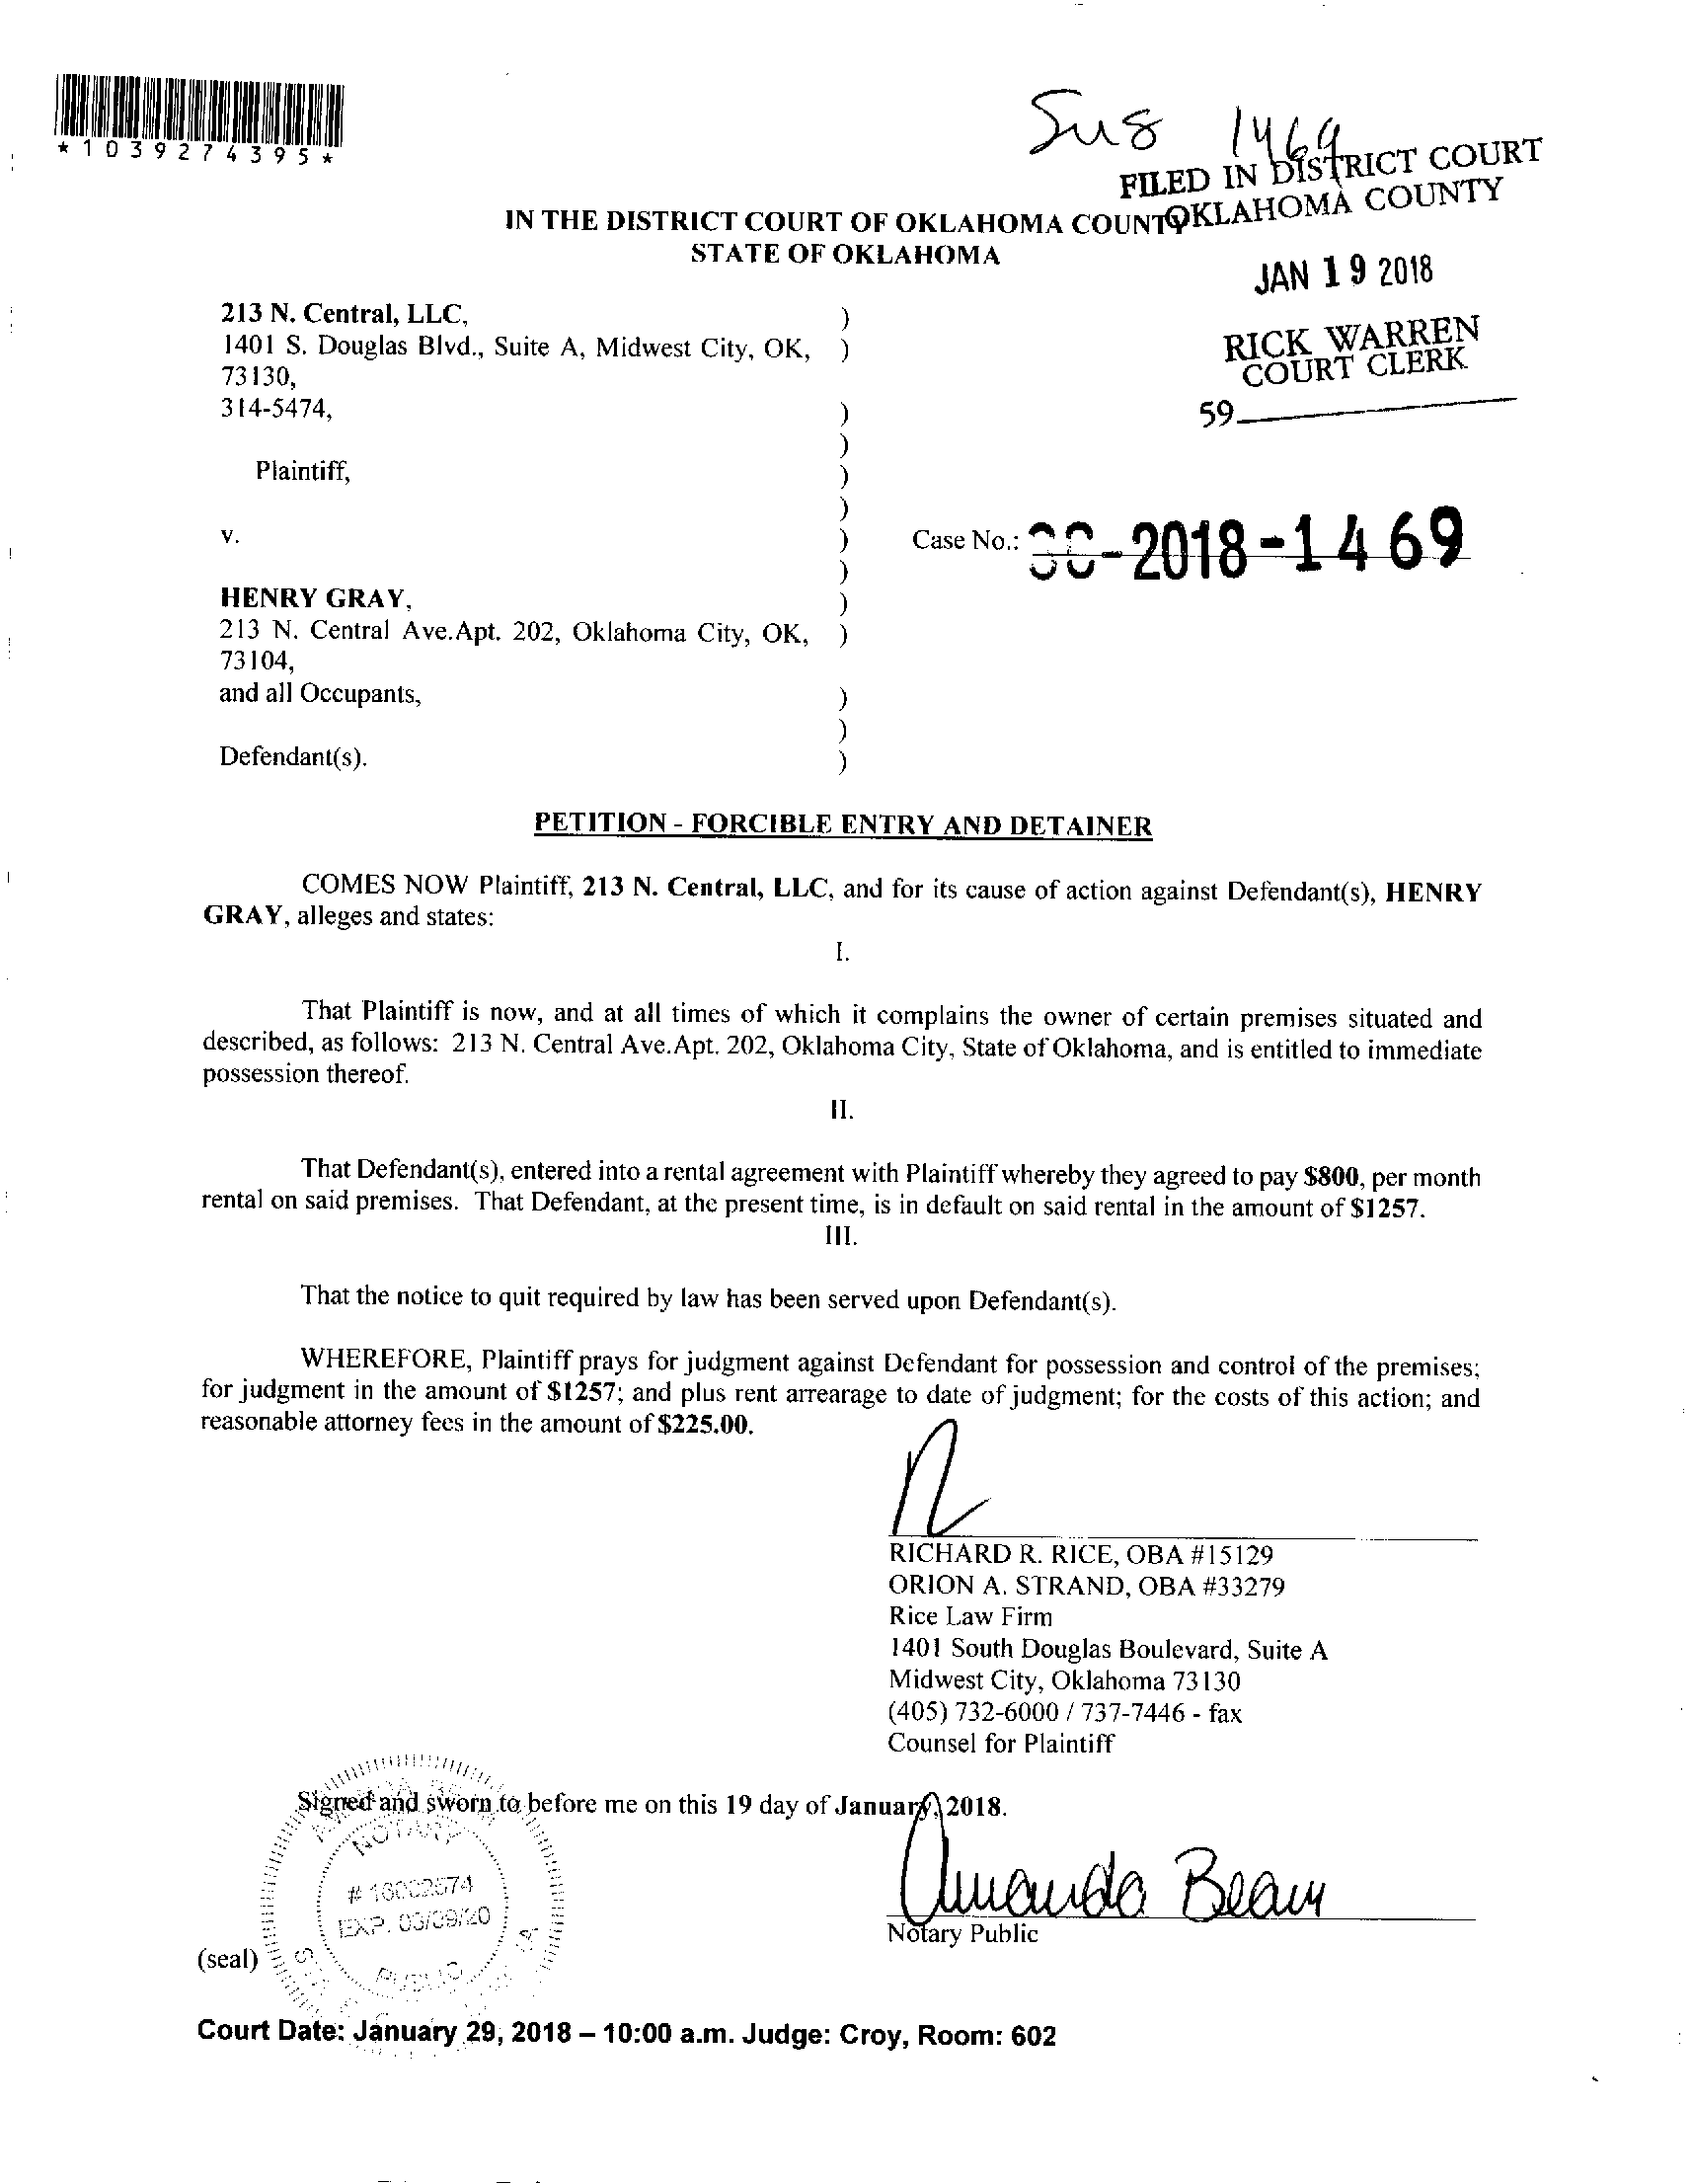 *1039274395*
Sus 1469
FILED IN DISTRICT COURT
OKLAHOMA COUNTY
IN THE DISTRICT COURT OF OKLAHOMA COUNTY
STATE OF OKLAHOMA
JAN 19 2018
RICK WARREN
COURT CLERK
59
213 N. Central, LLC, )
1401 S. Douglas Blvd., Suite A, Midwest City, OK, )
73130,
314-5474, )
)
Plaintiff, )
)
v. )
Case No.: SC-2018-1469
)
HENRY GRAY, )
213 N. Central Ave.Apt. 202, Oklahoma City, OK, )
73104,
and all Occupants, )
)
Defendant(s). )
PETITION - FORCIBLE ENTRY AND DETAINER
COMES NOW Plaintiff, 213 N. Central, LLC, and for its cause of action against Defendant(s), HENRY
GRAY, alleges and states:
I.
That Plaintiff is now, and at all times of which it complains the owner of certain premises situated and
described, as follows: 213 N. Central Ave.Apt. 202, Oklahoma City, State of Oklahoma, and is entitled to immediate
possession thereof.
II.
That Defendant(s), entered into a rental agreement with Plaintiff whereby they agreed to pay $800, per month
rental on said premises. That Defendant, at the present time, is in default on said rental in the amount of $1257.
III.
That the notice to quit required by law has been served upon Defendant(s).
WHEREFORE, Plaintiff prays for judgment against Defendant for possession and control of the premises;
for judgment in the amount of $1257; and plus rent arrearage to date of judgment; for the costs of this action; and
reasonable attorney fees in the amount of $225.00.
RICHARD R. RICE, OBA #15129
ORION A. STRAND, OBA #33279
Rice Law Firm
1401 South Douglas Boulevard, Suite A
Midwest City, Oklahoma 73130
(405) 732-6000 / 737-7446 - fax
Counsel for Plaintiff
Signed and sworn to before me on this 19 day of January, 2018.
Amanda Beam
Notary Public
NOTARY
EXP. 03/09/20
PUBLIC
(seal)
Court Date: January 29, 2018 – 10:00 a.m. Judge: Croy, Room: 602